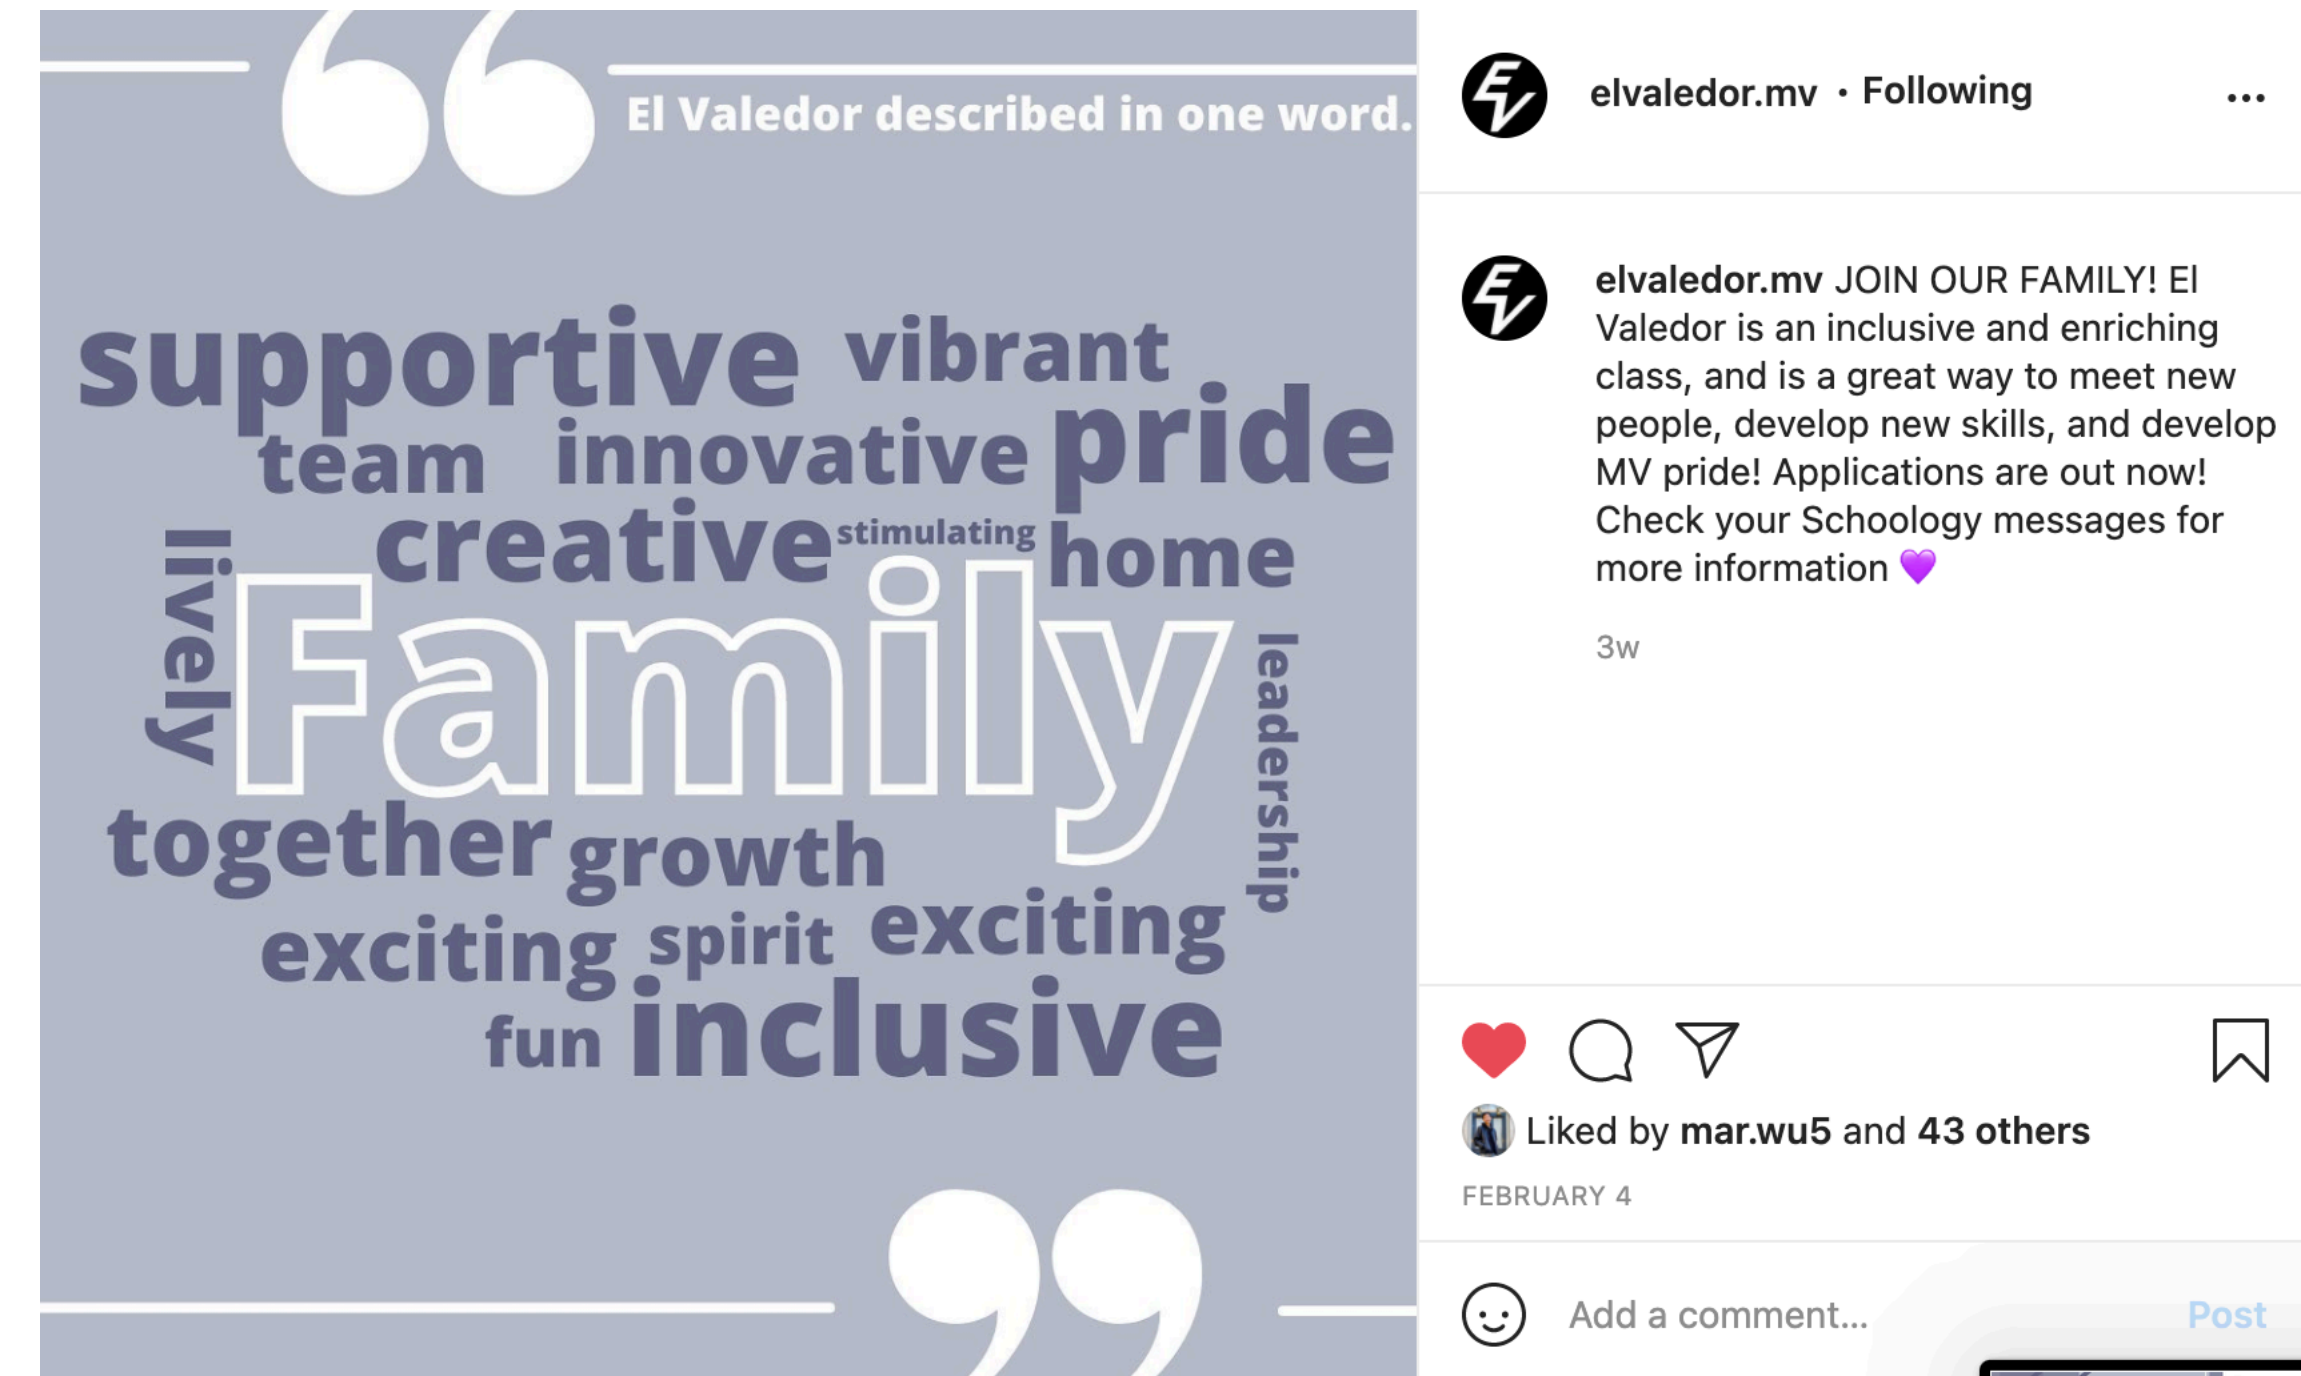 El Valedor described in one word.
supportive vibrant
team innovative pride
creative stimulating home
lively
Family
leadership
together growth
exciting spirit exciting
fun inclusive
EV
elvaledor.mv • Following
EV
elvaledor.mv JOIN OUR FAMILY! El
Valedor is an inclusive and enriching
class, and is a great way to meet new
people, develop new skills, and develop
MV pride! Applications are out now!
Check your Schoology messages for
more information 💜
3w
Liked by mar.wu5 and 43 others
FEBRUARY 4
Add a comment...
Post